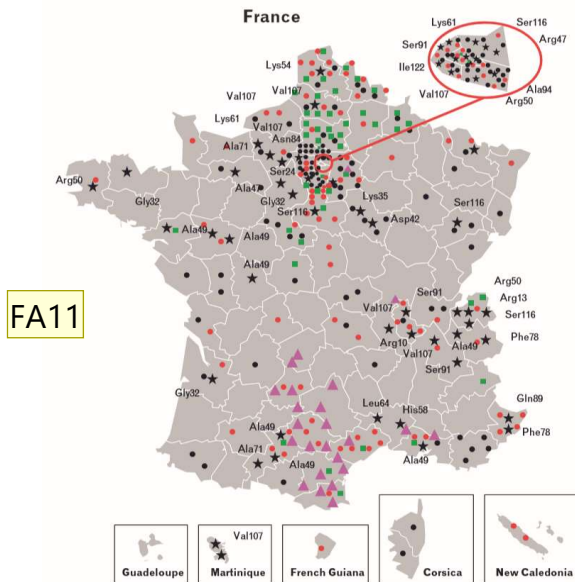 France
Lys61
Ser116
Arg47
Ser91
Ile122
Ala94
Val107
Arg50
Lys54
Val107
Val107
Lys61
Val107
Asn84
Ala71
Ser24
Arg50
Ala47
Gly32
Gly32
Lys35
Ser116
Asp42
Ser116
Ala49
Ala49
Ala49
Arg50
Ser91
Arg13
Val107
Ser116
FA11
Phe78
Arg10
Ala49
Val107
Ser91
Gly32
Leu64
His58
Gln89
Ala49
Phe78
Ala71
Ala49
Ala49
Val107
Guadeloupe
Martinique
French Guiana
Corsica
New Caledonia